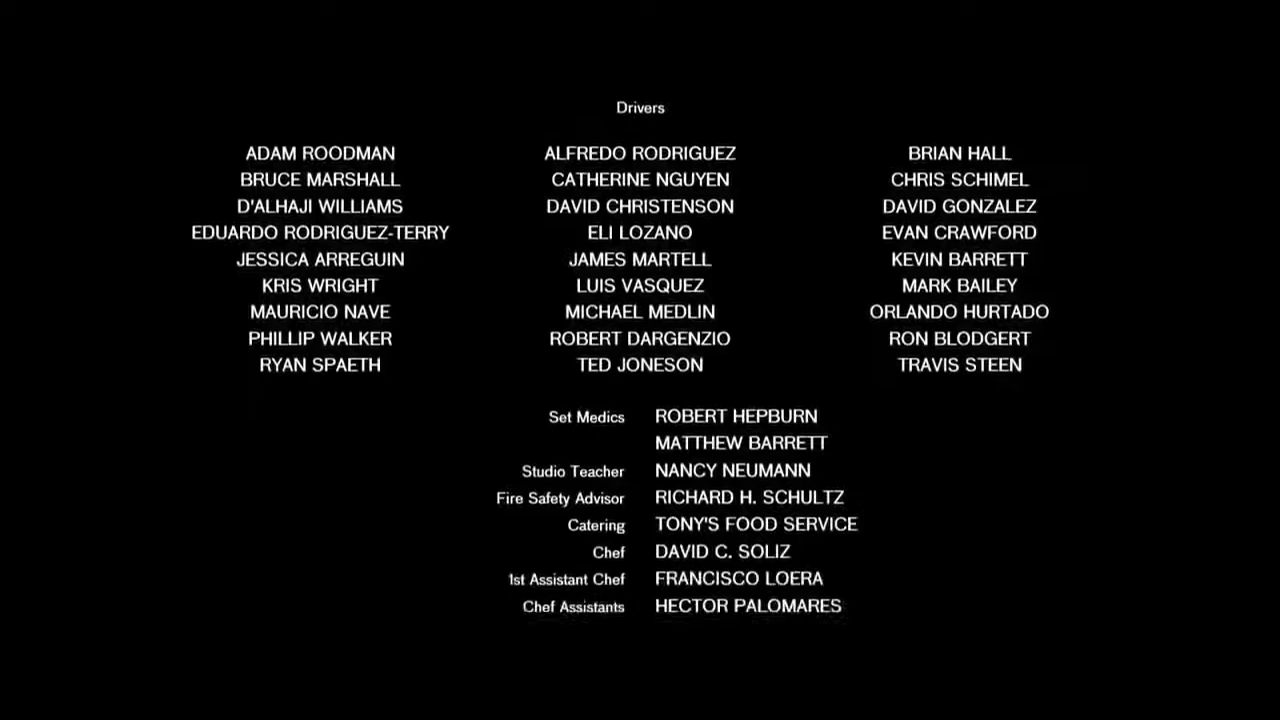 Drivers
ADAM ROODMAN ALFREDO RODRIGUEZ BRIAN HALL
BRUCE MARSHALL CATHERINE NGUYEN CHRIS SCHIMEL
D'ALHAJI WILLIAMS DAVID CHRISTENSON DAVID GONZALEZ
EDUARDO RODRIGUEZ-TERRY ELI LOZANO EVAN CRAWFORD
JESSICA ARREGUIN JAMES MARTELL KEVIN BARRETT
KRIS WRIGHT LUIS VASQUEZ MARK BAILEY
MAURICIO NAVE MICHAEL MEDLIN ORLANDO HURTADO
PHILLIP WALKER ROBERT DARGENZIO RON BLODGERT
RYAN SPAETH TED JONESON TRAVIS STEEN
Set Medics ROBERT HEPBURN
MATTHEW BARRETT
Studio Teacher NANCY NEUMANN
Fire Safety Advisor RICHARD H. SCHULTZ
Catering TONY'S FOOD SERVICE
Chef DAVID C. SOLIZ
1st Assistant Chef FRANCISCO LOERA
Chef Assistants HECTOR PALOMARES